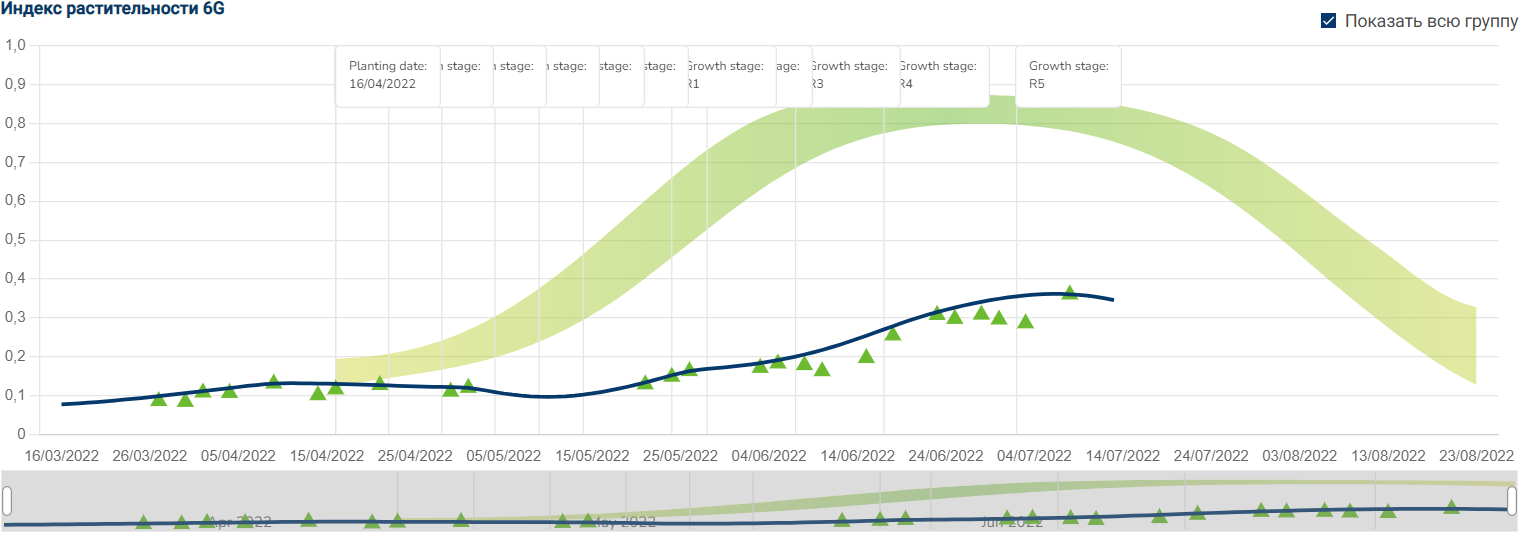 Индекс растительности 6G
Показать всю группу
1,0
0,9
0,8
0,7
0,6
0,5
0,4
0,3
0,2
0,1
0
Planting date:
16/04/2022
stage:
stage:
stage:
stage:
stage:
Growth stage:
R1
stage:
Growth stage:
R3
Growth stage:
R4
Growth stage:
R5
16/03/2022 26/03/2022 05/04/2022 15/04/2022 25/04/2022 05/05/2022 15/05/2022 25/05/2022 04/06/2022 14/06/2022 24/06/2022 04/07/2022 14/07/2022 24/07/2022 03/08/2022 13/08/2022 23/08/2022
Apr 2022 May 2022 Jun 2022